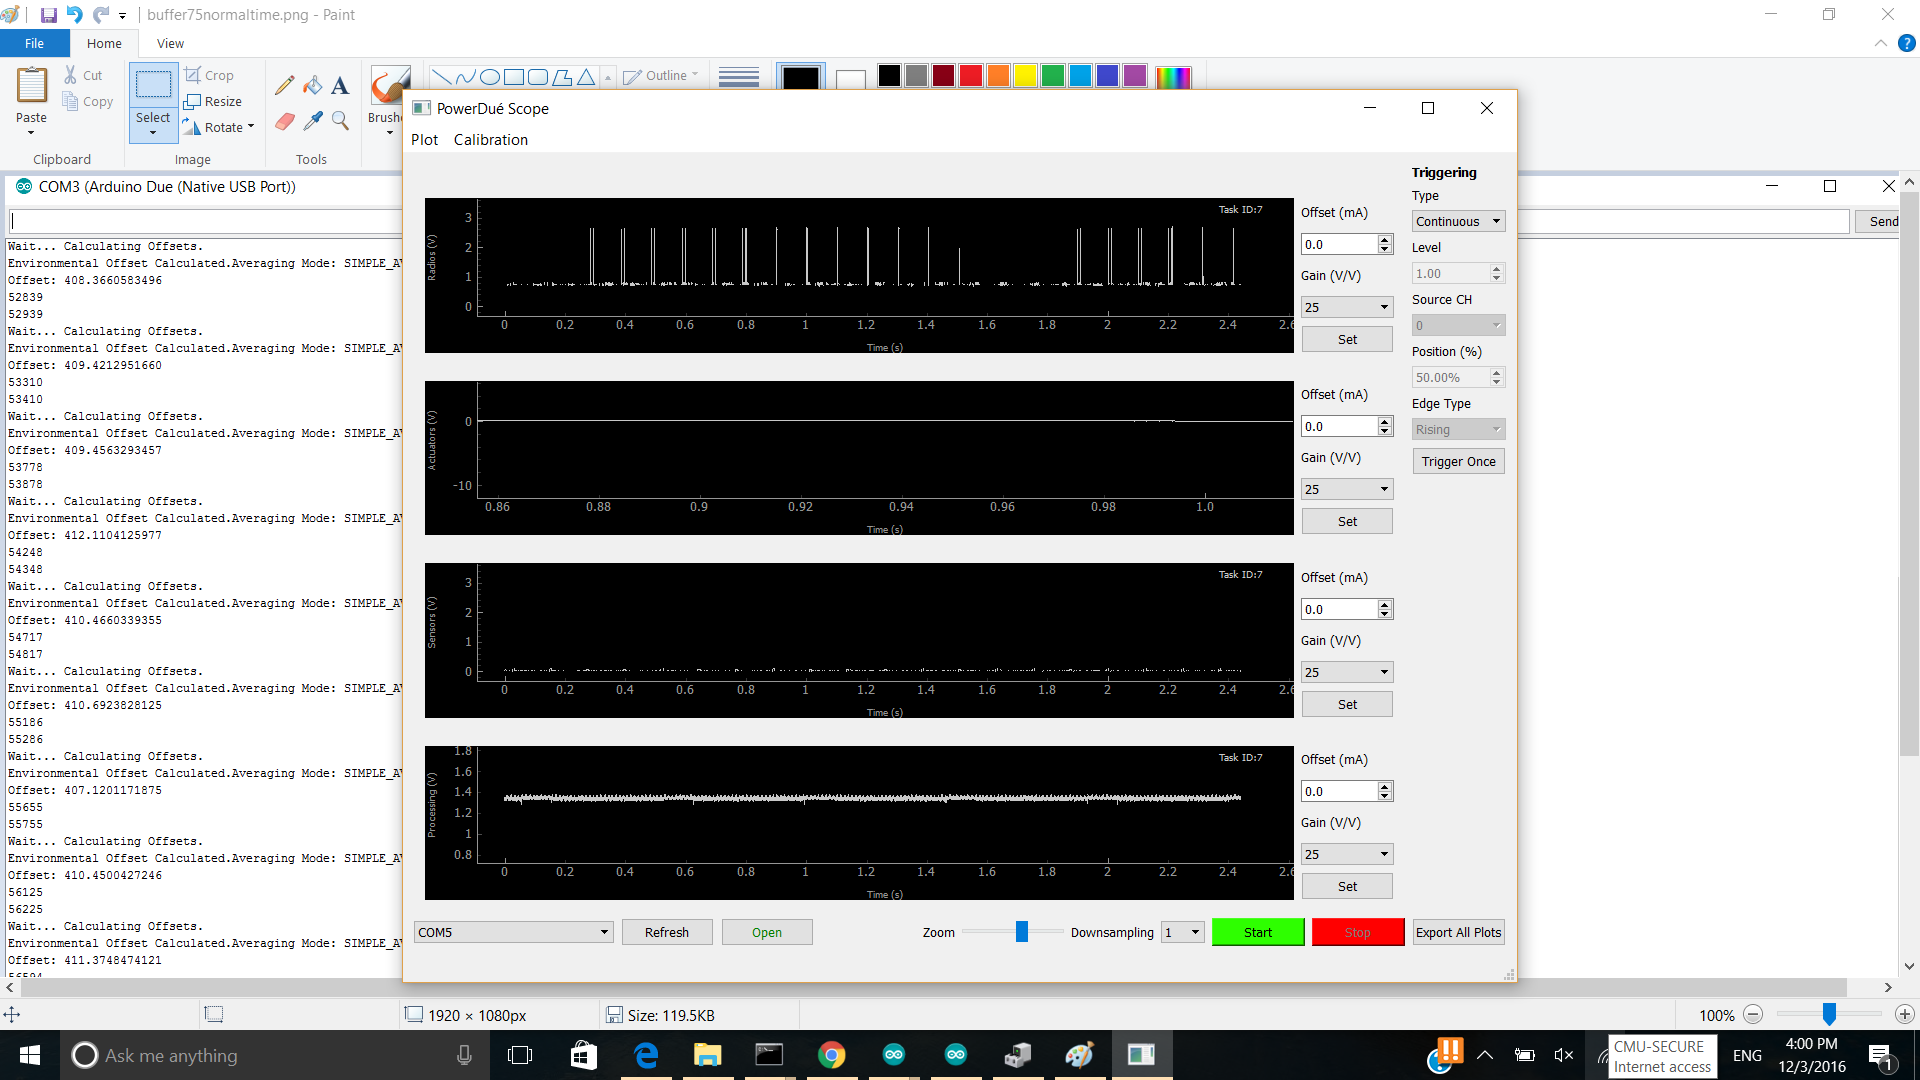 buffer75normaltime.png - Paint
File Home View
Paste Cut Copy
Clipboard
Select Crop Resize Rotate
Image
Tools
Brushe
Outline
PowerDué Scope
Plot Calibration
COM3 (Arduino Due (Native USB Port))
Send
Wait... Calculating Offsets.
Environmental Offset Calculated.Averaging Mode: SIMPLE_AV
Offset: 408.3660583496
52839
52939
Wait... Calculating Offsets.
Environmental Offset Calculated.Averaging Mode: SIMPLE_AV
Offset: 409.4212951660
53310
53410
Wait... Calculating Offsets.
Environmental Offset Calculated.Averaging Mode: SIMPLE_AV
Offset: 409.4563293457
53778
53878
Wait... Calculating Offsets.
Environmental Offset Calculated.Averaging Mode: SIMPLE_AV
Offset: 412.1104125977
54248
54348
Wait... Calculating Offsets.
Environmental Offset Calculated.Averaging Mode: SIMPLE_AV
Offset: 410.4660339355
54717
54817
Wait... Calculating Offsets.
Environmental Offset Calculated.Averaging Mode: SIMPLE_AV
Offset: 410.6923828125
55186
55286
Wait... Calculating Offsets.
Environmental Offset Calculated.Averaging Mode: SIMPLE_AV
Offset: 407.1201171875
55655
55755
Wait... Calculating Offsets.
Environmental Offset Calculated.Averaging Mode: SIMPLE_AV
Offset: 410.4500427246
56125
56225
Wait... Calculating Offsets.
Environmental Offset Calculated.Averaging Mode: SIMPLE_AV
Offset: 411.3748474121
56594
Radios (V)
Task ID:7
3
2
1
0
0 0.2 0.4 0.6 0.8 1 1.2 1.4 1.6 1.8 2 2.2 2.4 2.6
Time (s)
Offset (mA)
0.0
Gain (V/V)
25
Set
Actuators (V)
0
-10
0.86 0.88 0.9 0.92 0.94 0.96 0.98 1.0
Time (s)
Offset (mA)
0.0
Gain (V/V)
25
Set
Sensors (V)
Task ID:7
3
2
1
0
0 0.2 0.4 0.6 0.8 1 1.2 1.4 1.6 1.8 2 2.2 2.4 2.6
Time (s)
Offset (mA)
0.0
Gain (V/V)
25
Set
Processing (V)
Task ID:7
1.8
1.6
1.4
1.2
1
0.8
0 0.2 0.4 0.6 0.8 1 1.2 1.4 1.6 1.8 2 2.2 2.4 2.6
Time (s)
Offset (mA)
0.0
Gain (V/V)
25
Set
Triggering
Type
Continuous
Level
1.00
Source CH
0
Position (%)
50.00%
Edge Type
Rising
Trigger Once
COM5 Refresh Open Zoom Downsampling 1 Start Stop Export All Plots
1920 × 1080px Size: 119.5KB 100%
Ask me anything
CMU-SECURE
Internet access
ENG
4:00 PM
12/3/2016
1